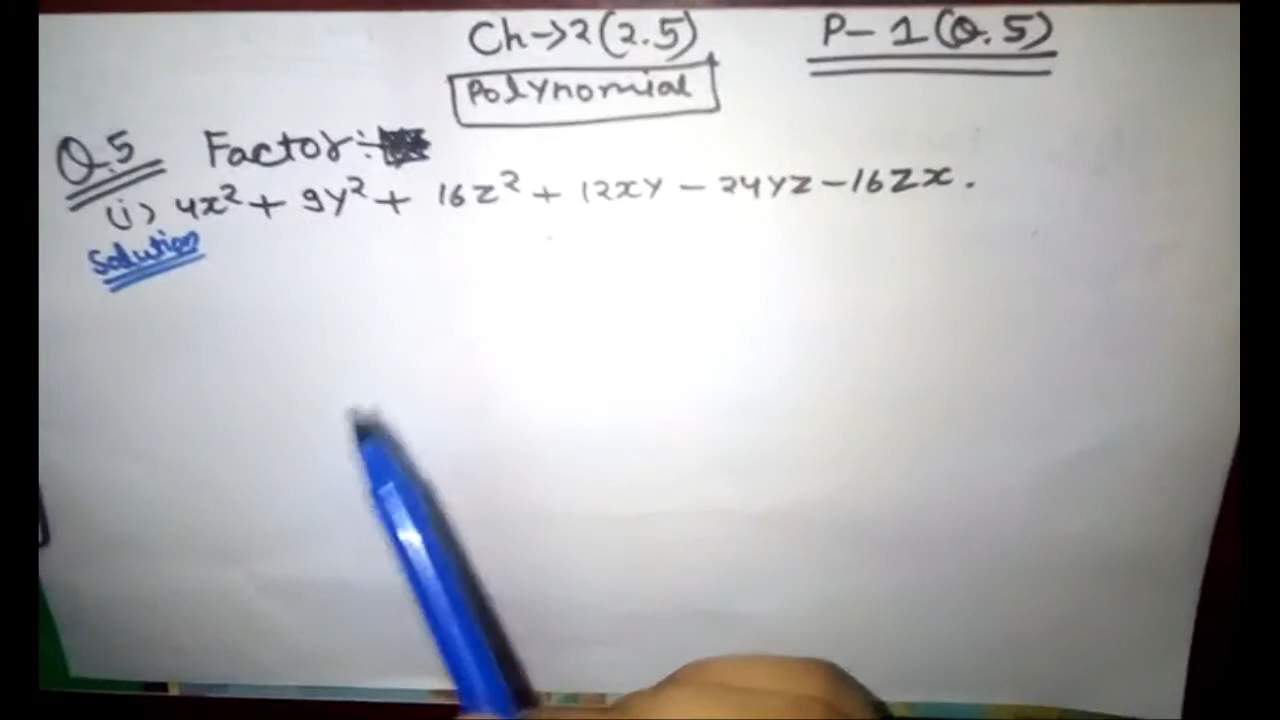 Ch→2(2.5) P-1(Q.5)
Polynomial
Q.5 Factor:-
(i) 4x²+ 9y²+ 16z²+ 12xy - 24yz - 16zx.
Solution